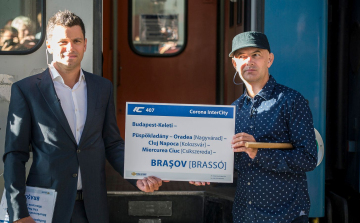 407
Corona InterCity
Budapest-Keleti –
Püspökladány – Oradea [Nagyvárad] –
Cluj Napoca [Kolozsvár] –
Miercurea Ciuc [Csíkszereda] –
BRAŞOV [BRASSÓ]